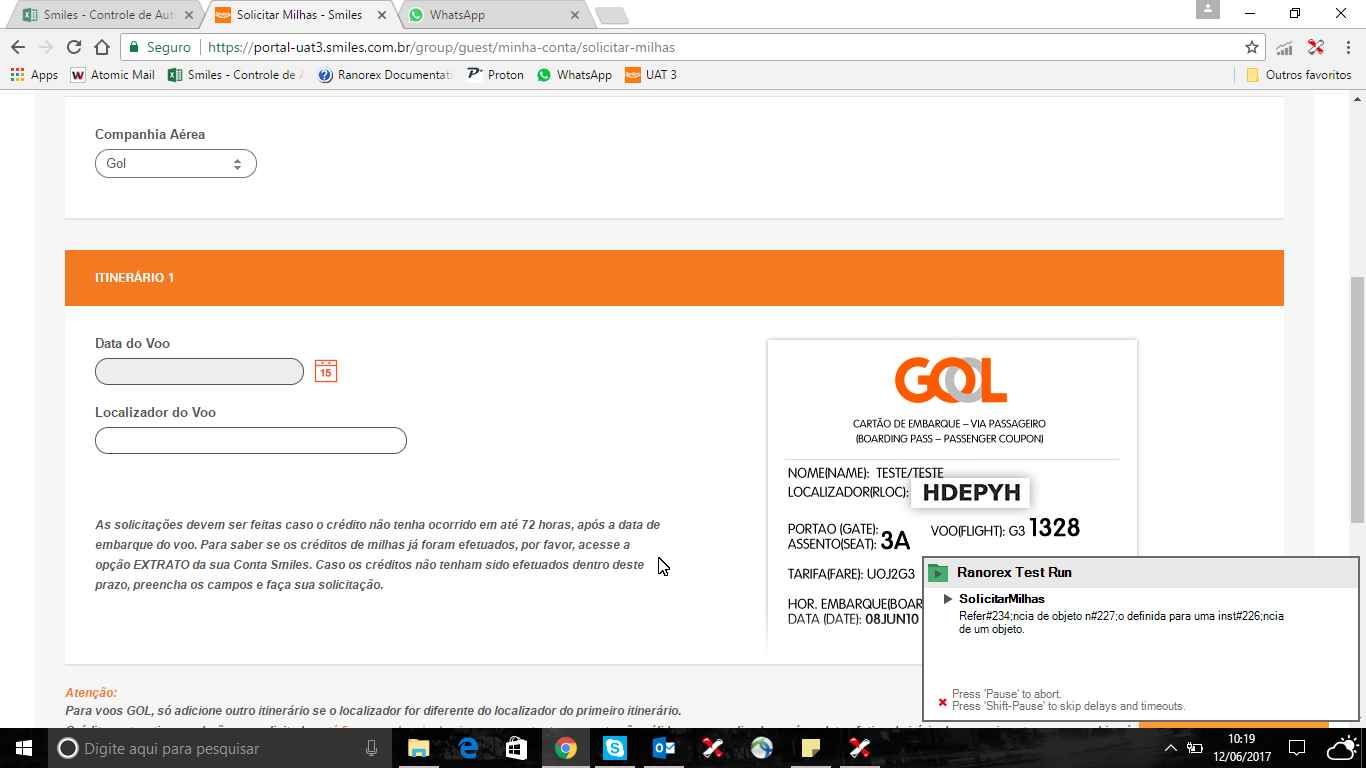 Smiles - Controle de Aut
Solicitar Milhas - Smiles
WhatsApp
Seguro
https://portal-uat3.smiles.com.br/group/guest/minha-conta/solicitar-milhas
Apps
Atomic Mail
Smiles - Controle de A
Ranorex Documentati
Proton
WhatsApp
UAT 3
Outros favoritos
Companhia Aérea
Gol
ITINERÁRIO 1
Data do Voo
15
Localizador do Voo
As solicitações devem ser feitas caso o crédito não tenha ocorrido em até 72 horas, após a data de
embarque do voo. Para saber se os créditos de milhas já foram efetuados, por favor, acesse a
opção EXTRATO da sua Conta Smiles. Caso os créditos não tenham sido efetuados dentro deste
prazo, preencha os campos e faça sua solicitação.
GOL
CARTÃO DE EMBARQUE – VIA PASSAGEIRO
(BOARDING PASS – PASSENGER COUPON)
NOME(NAME): TESTE/TESTE
LOCALIZADOR(RLOC): HDEPYH
PORTAO (GATE):
ASSENTO(SEAT): 3A
VOO(FLIGHT): G3 1328
TARIFA(FARE): UOJ2G3
HOR. EMBARQUE(BOAR
DATA (DATE): 08JUN10
Ranorex Test Run
SolicitarMilhas
Refer#234;ncia de objeto n#227;o definida para uma inst#226;ncia
de um objeto.
Press 'Pause' to abort.
Press 'Shift-Pause' to skip delays and timeouts.
Atenção:
Para voos GOL, só adicione outro itinerário se o localizador for diferente do localizador do primeiro itinerário.
Digite aqui para pesquisar
10:19
12/06/2017